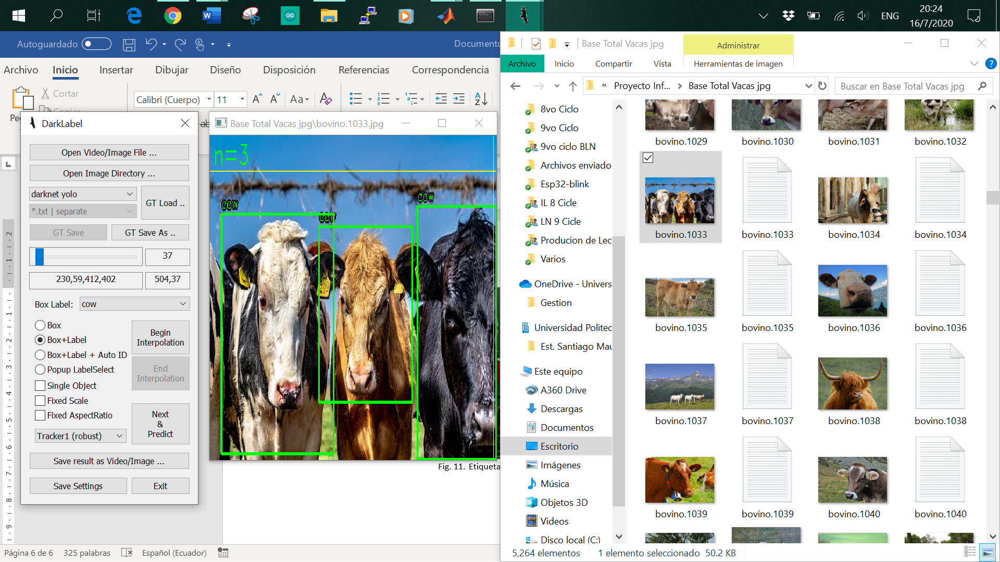 ENG
20:24
16/7/2020
Autoguardado
Documento
Archivo Inicio Insertar Dibujar Diseño Disposición Referencias Correspondencia
Cortar
Copiar
Calibri (Cuerpo) 11
Aa
DarkLabel
Open Video/Image File ...
Open Image Directory ...
darknet yolo
*.txt | separate
GT Load ..
GT Save
GT Save As ..
37
230,59,412,402
504,37
Box Label: cow
Box
Box+Label
Box+Label + Auto ID
Popup LabelSelect
Single Object
Fixed Scale
Fixed AspectRatio
Begin
Interpolation
End
Interpolation
Next
&
Predict
Tracker1 (robust)
Save result as Video/Image ...
Save Settings
Exit
Base Total Vacas jpg\bovino.1033.jpg
n=3
cow
cow
cow
Fig. 11. Etiqueta
Página 6 de 6 325 palabras Español (Ecuador)
Base Total Vacas jpg
Administrar
Archivo Inicio Compartir Vista Herramientas de imagen
« Proyecto Inf... > Base Total Vacas jpg
Buscar en Base Total Vacas jpg
8vo Ciclo
9vo Ciclo
9vo ciclo BLN
Archivos enviado
Esp32-blink
IL 8 Cicle
LN 9 Cicle
Producion de Lec
Varios
OneDrive - Univers
Gestion
Universidad Politec
Est. Santiago Mau
Este equipo
A360 Drive
Descargas
Documentos
Escritorio
Imágenes
Música
Objetos 3D
Videos
Disco local (C:)
bovino.1029 bovino.1030 bovino.1031 bovino.1032
bovino.1033 bovino.1033 bovino.1034 bovino.1034
bovino.1035 bovino.1035 bovino.1036 bovino.1036
bovino.1037 bovino.1037 bovino.1038 bovino.1038
bovino.1039 bovino.1039 bovino.1040 bovino.1040
5,264 elementos 1 elemento seleccionado 50.2 KB